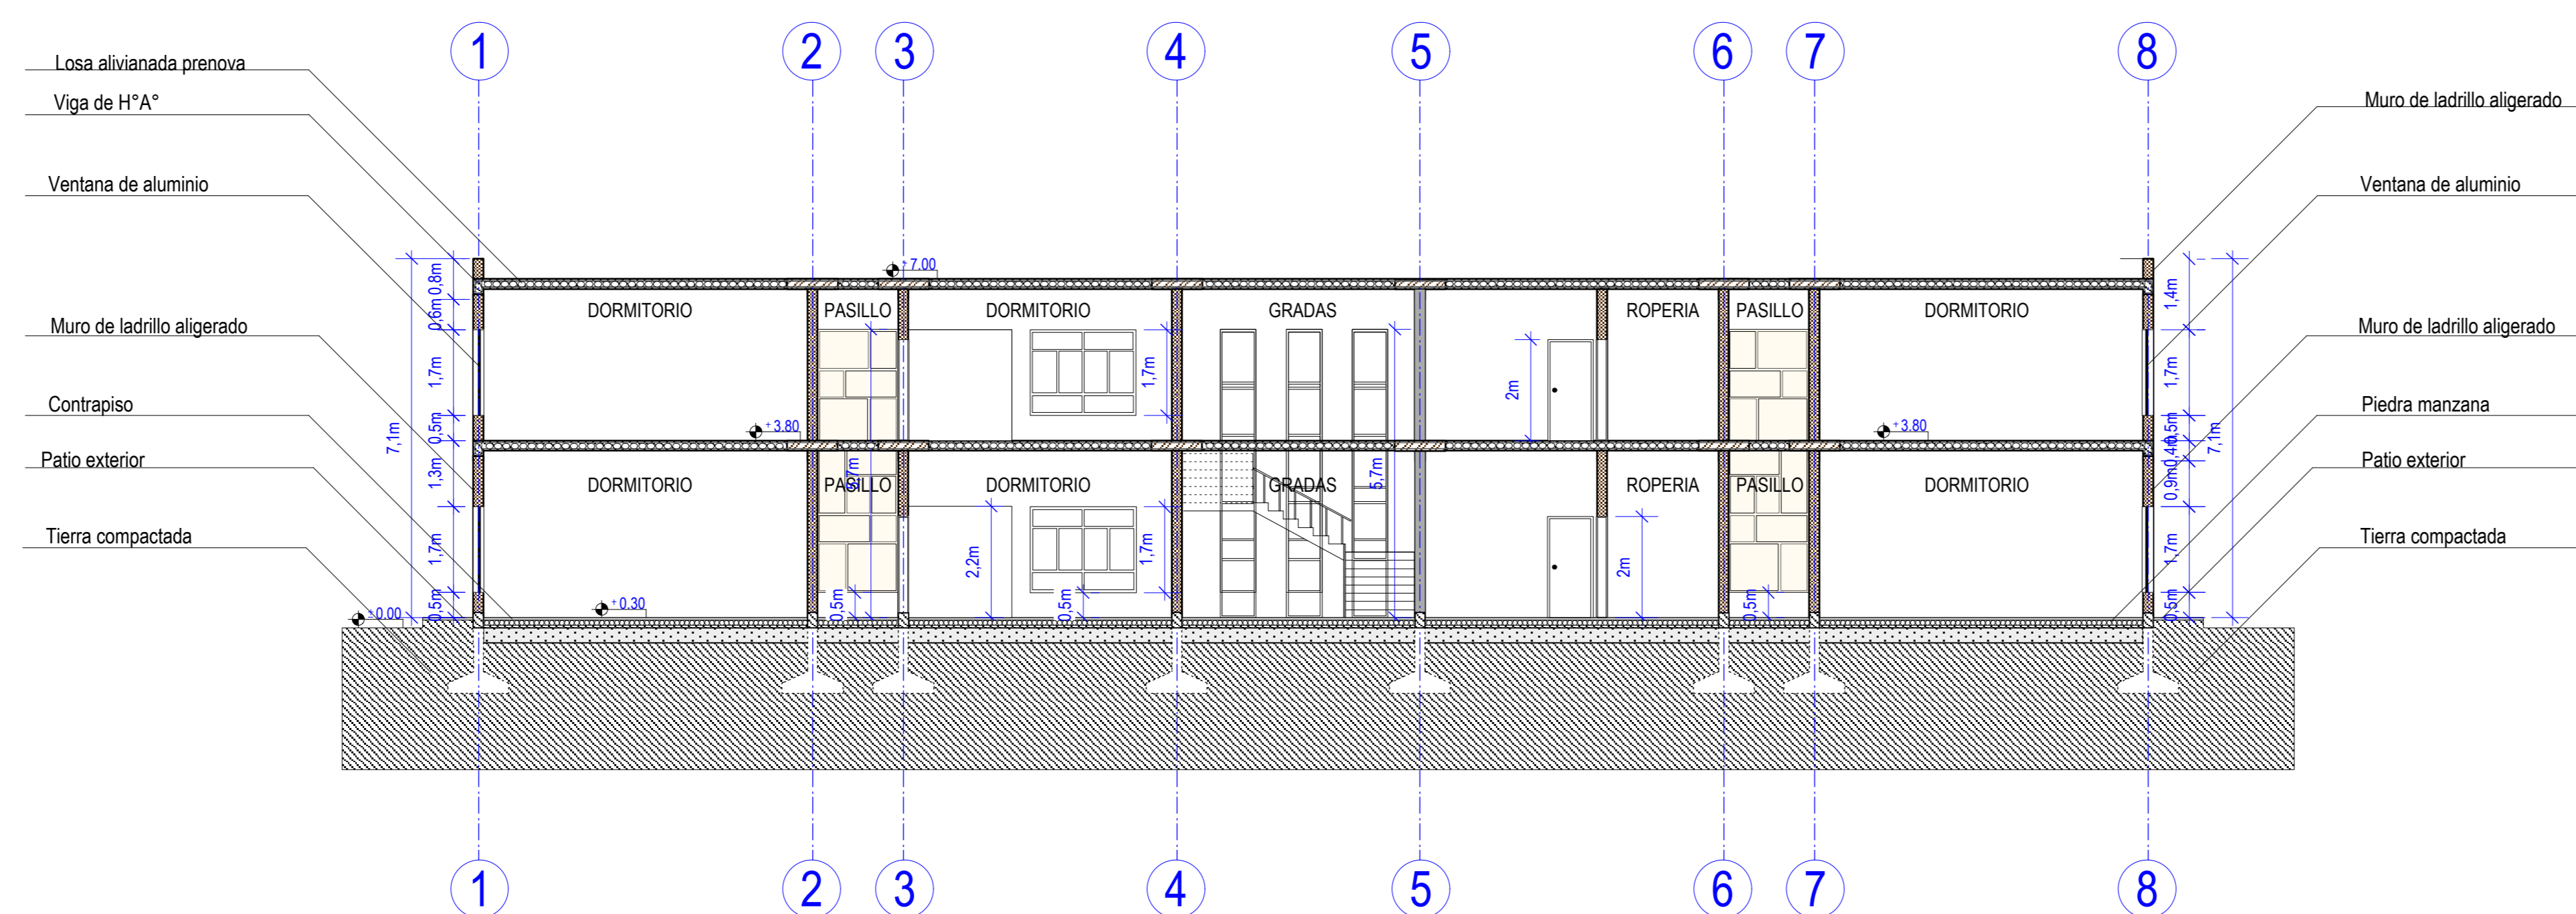 1 2 3 4 5 6 7 8
Losa alivianada prenova
Viga de H°A°
Muro de ladrillo aligerado
Ventana de aluminio
Ventana de aluminio
Muro de ladrillo aligerado
Muro de ladrillo aligerado
Contrapiso
Piedra manzana
Patio exterior
Patio exterior
Tierra compactada
Tierra compactada
+7.00
DORMITORIO PASILLO DORMITORIO GRADAS ROPERIA PASILLO DORMITORIO
+3.80 +3.80
DORMITORIO PASILLO DORMITORIO GRADAS ROPERIA PASILLO DORMITORIO
+0.30
±0.00
7,1m
0,8m
0,6m
1,7m
0,5m
1,3m
1,7m
0,5m
0,5m
2,2m
0,5m
1,7m
1,7m
5,7m
2m
2m
0,5m
1,4m
1,7m
0,5m
0,4m
0,9m
1,7m
0,5m
7,1m
1 2 3 4 5 6 7 8